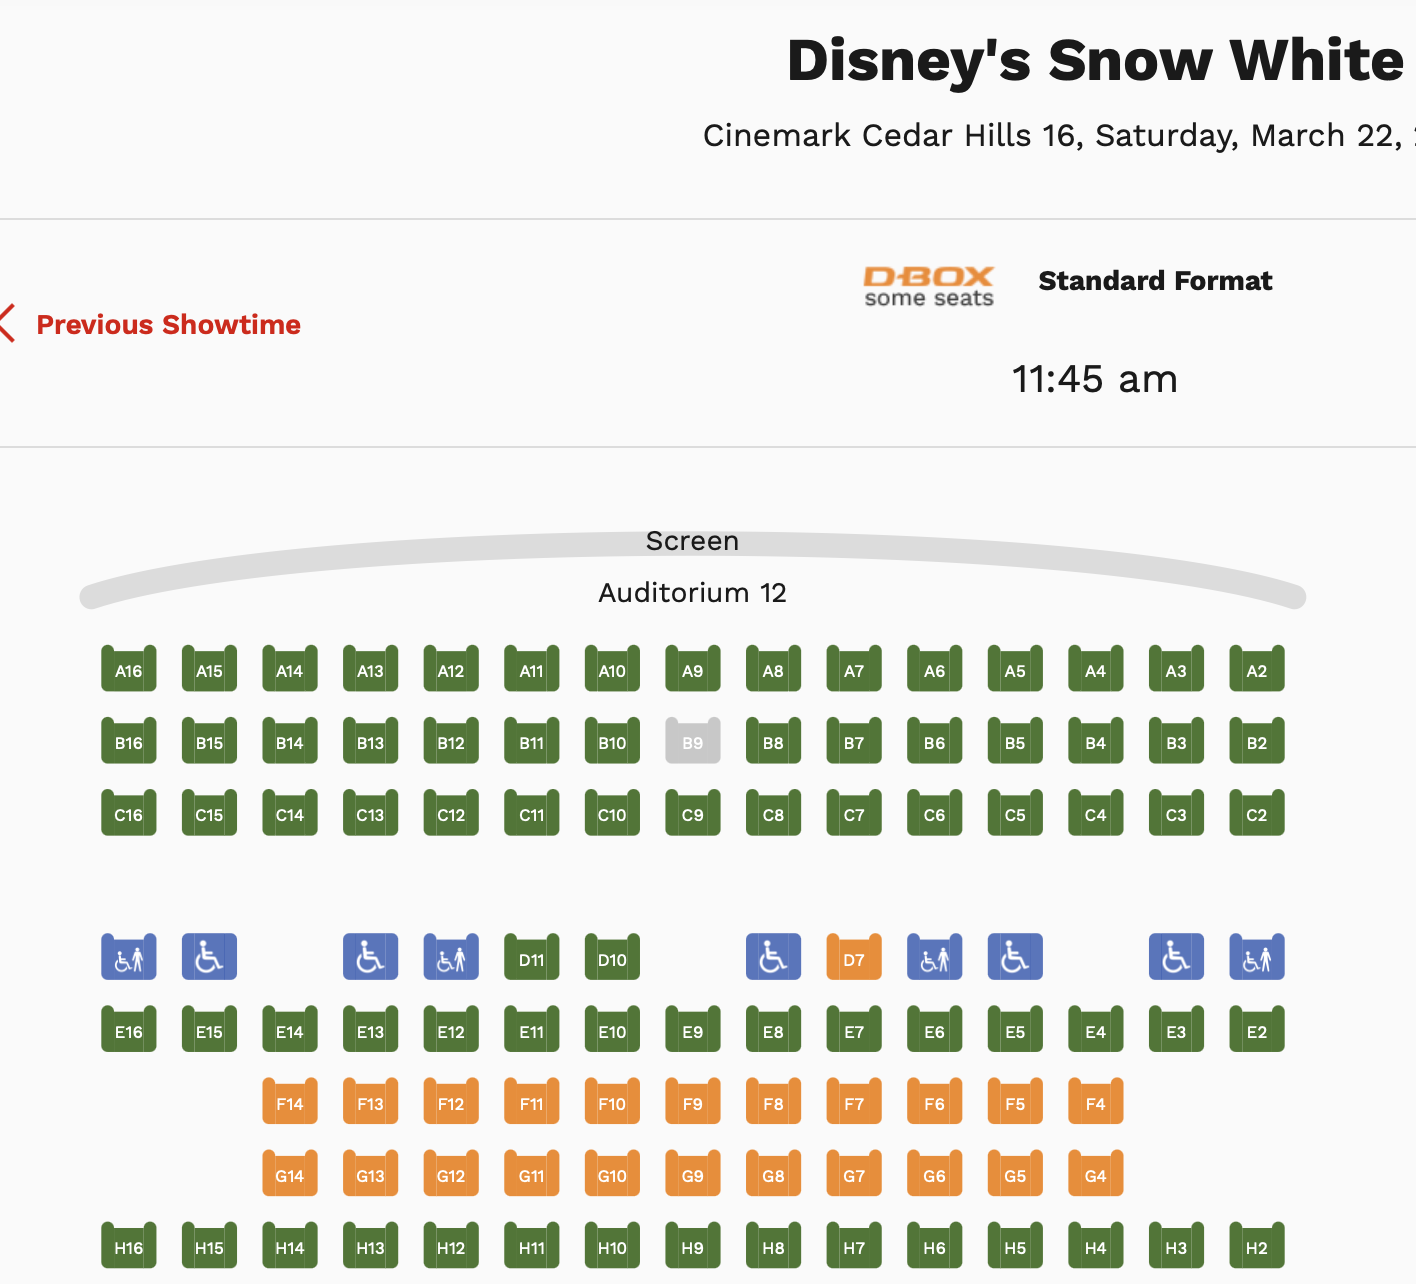 Disney's Snow White
Cinemark Cedar Hills 16, Saturday, March 22,
D-BOX
some seats
Standard Format
Previous Showtime
11:45 am
Screen
Auditorium 12
A16 A15 A14 A13 A12 A11 A10 A9 A8 A7 A6 A5 A4 A3 A2
B16 B15 B14 B13 B12 B11 B10 B9 B8 B7 B6 B5 B4 B3 B2
C16 C15 C14 C13 C12 C11 C10 C9 C8 C7 C6 C5 C4 C3 C2
D11 D10 D7
E16 E15 E14 E13 E12 E11 E10 E9 E8 E7 E6 E5 E4 E3 E2
F14 F13 F12 F11 F10 F9 F8 F7 F6 F5 F4
G14 G13 G12 G11 G10 G9 G8 G7 G6 G5 G4
H16 H15 H14 H13 H12 H11 H10 H9 H8 H7 H6 H5 H4 H3 H2